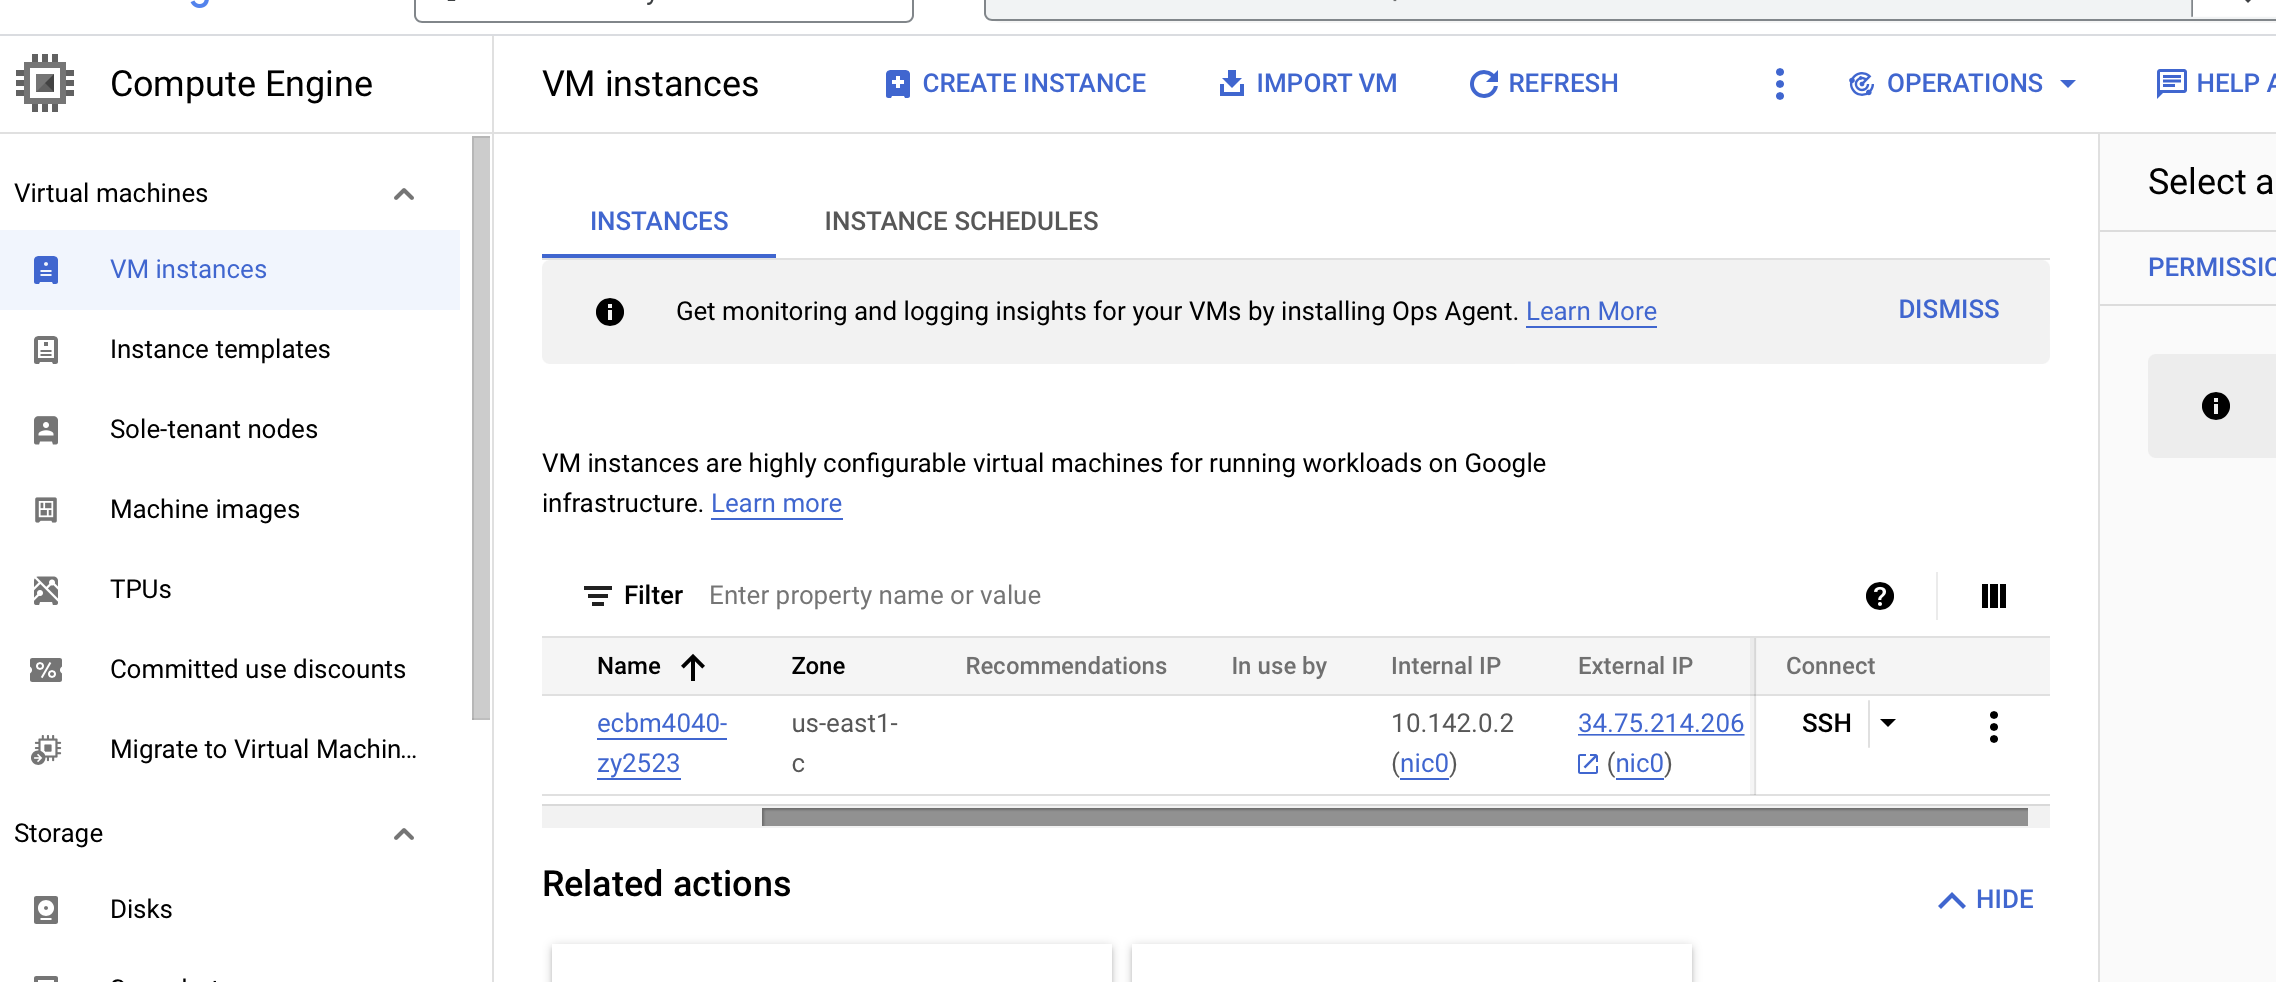 Compute Engine
VM instances
CREATE INSTANCE
IMPORT VM
REFRESH
OPERATIONS
HELP A
Virtual machines
VM instances
Instance templates
Sole-tenant nodes
Machine images
TPUs
Committed use discounts
Migrate to Virtual Machin...
Storage
Disks
INSTANCES
INSTANCE SCHEDULES
Get monitoring and logging insights for your VMs by installing Ops Agent. Learn More
DISMISS
VM instances are highly configurable virtual machines for running workloads on Google
infrastructure. Learn more
Filter Enter property name or value
Name Zone Recommendations In use by Internal IP External IP Connect
ecbm4040- us-east1- 10.142.0.2 34.75.214.206 SSH
zy2523 c (nic0) (nic0)
Related actions
HIDE
Select a
PERMISSIO